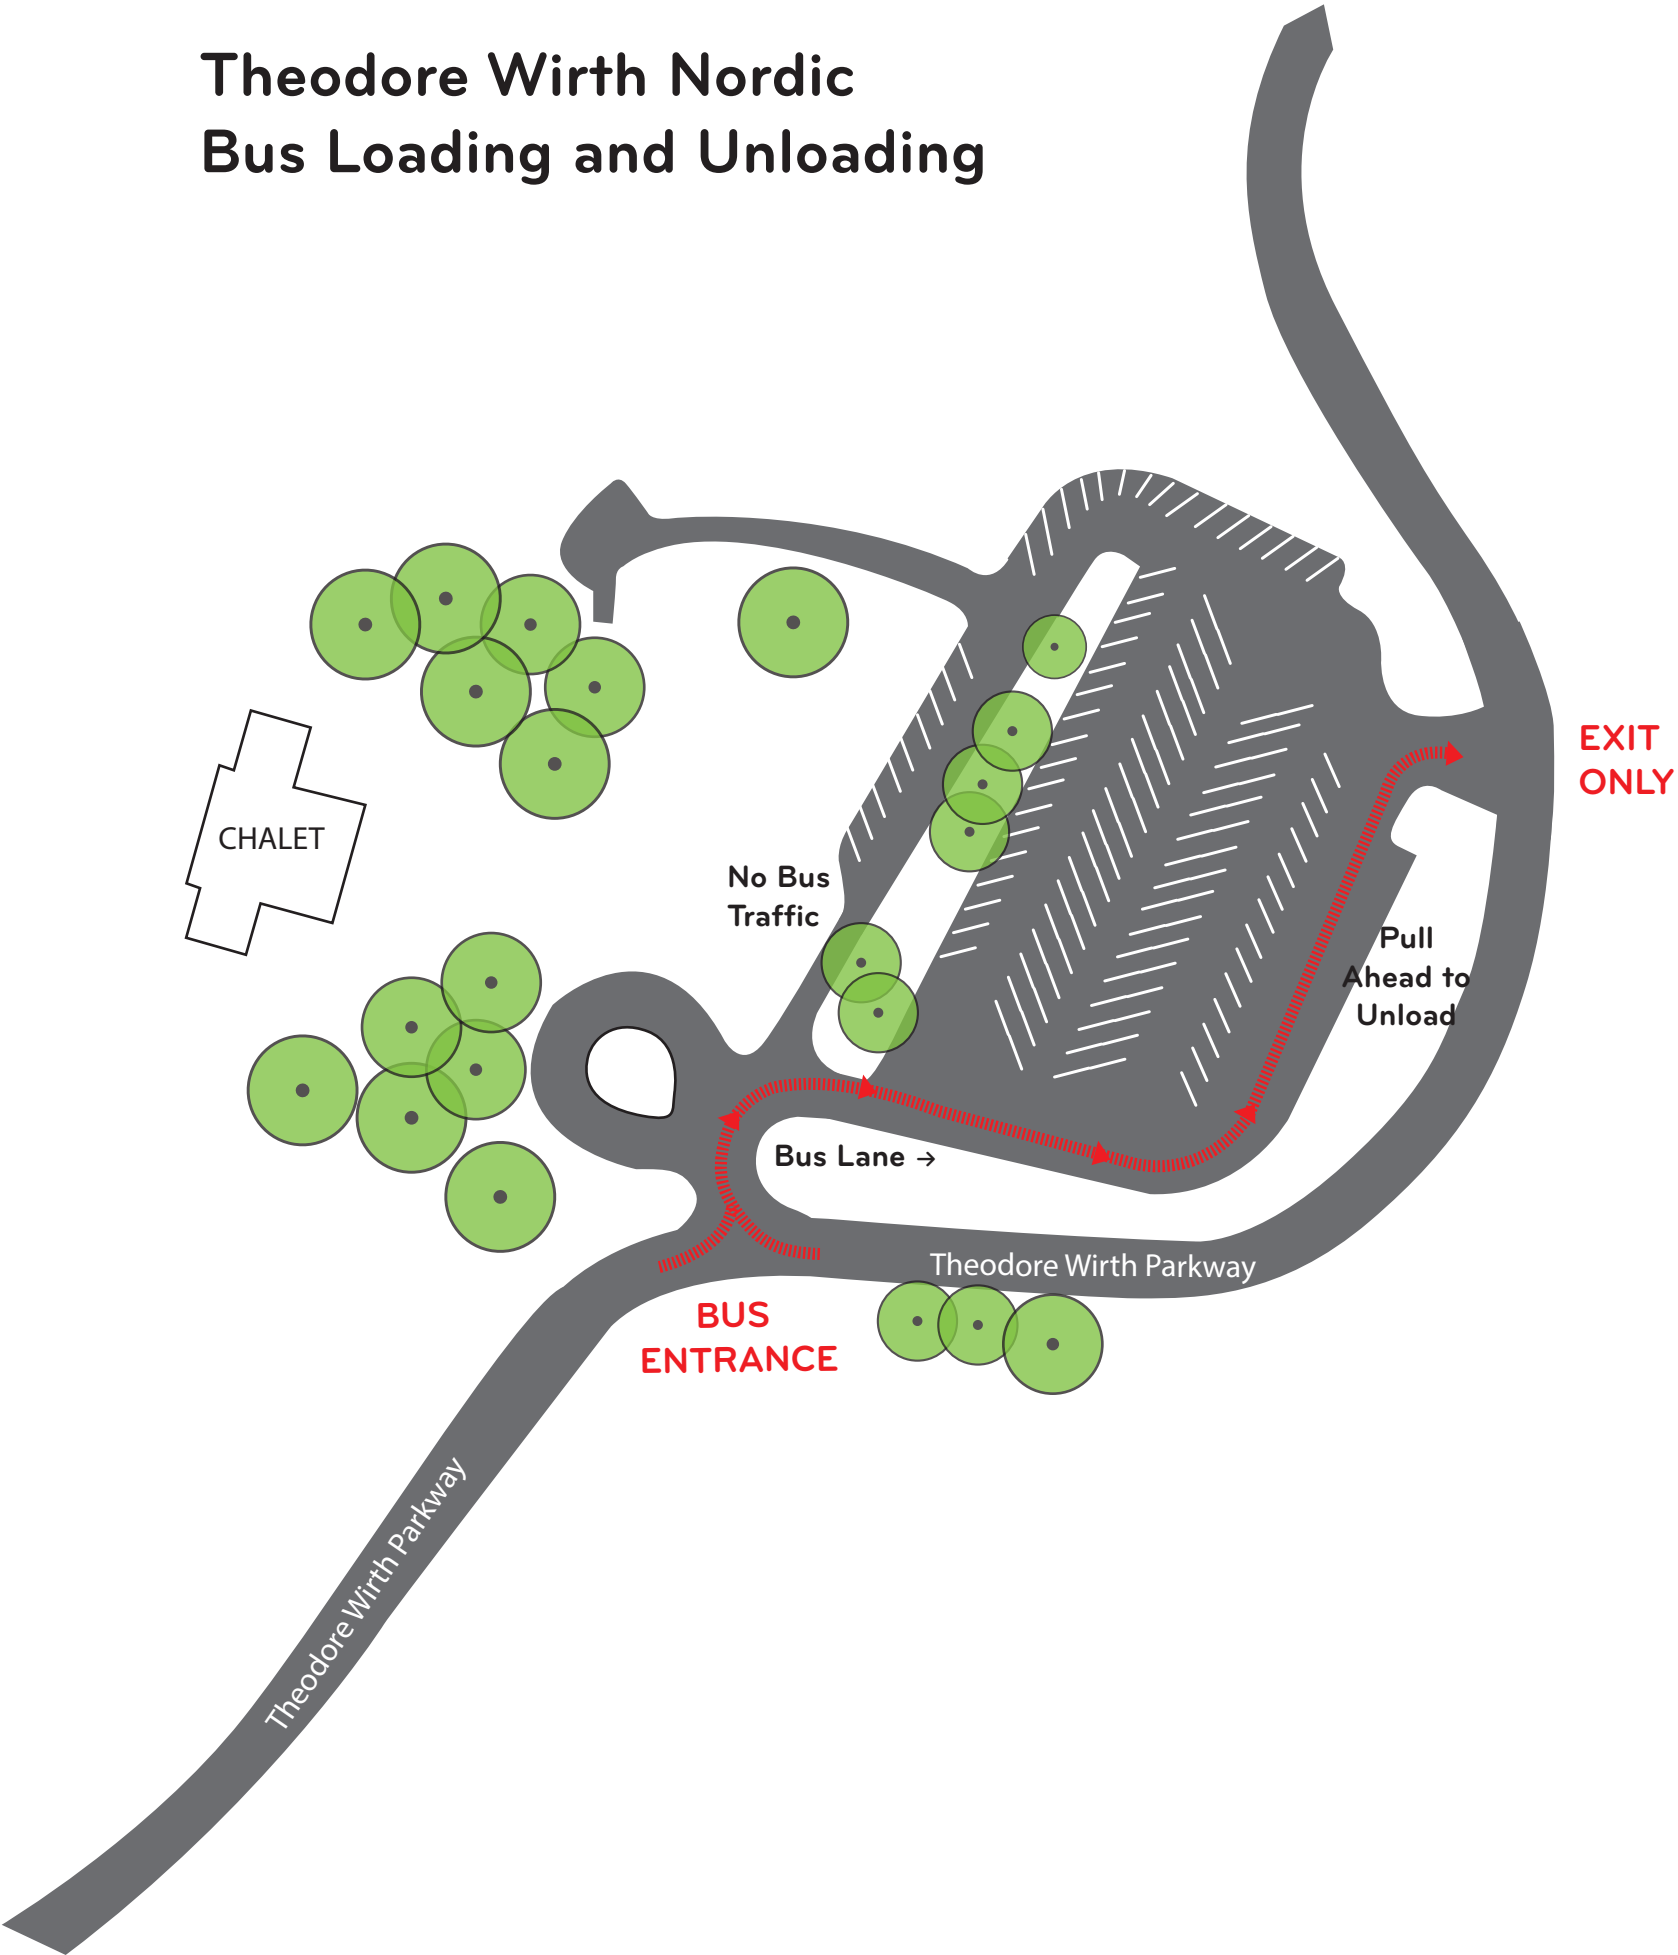 Theodore Wirth Nordic
Bus Loading and Unloading
EXIT
ONLY
CHALET
No Bus
Traffic
Pull
Ahead to
Unload
Bus Lane →
Theodore Wirth Parkway
BUS
ENTRANCE
Theodore Wirth Parkway